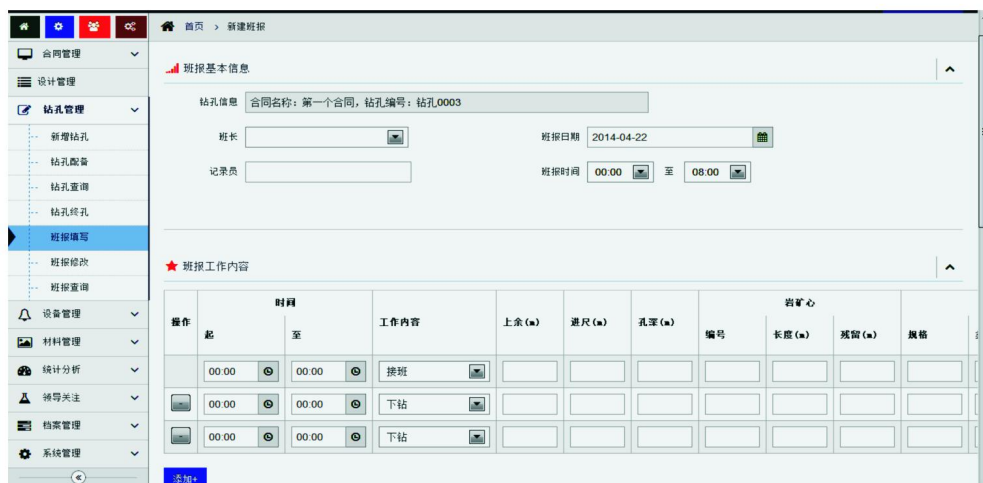 首页 > 新建班报
合同管理
设计管理
钻孔管理
新增钻孔
钻孔配备
钻孔查询
钻孔终孔
班报填写
班报修改
班报查询
设备管理
材料管理
统计分析
领导关注
档案管理
系统管理
班报基本信息
钻孔信息 合同名称：第一个合同，钻孔编号：钻孔0003
班长 班报日期 2014-04-22
记录员 班报时间 00:00 至 08:00
班报工作内容
时间 岩矿心
操作 工作内容 上余(m) 进尺(m) 孔深(m)
起 至 编号 长度(m) 残留(m) 规格
00:00 00:00 接班
- 00:00 00:00 下钻
- 00:00 00:00 下钻
添加+